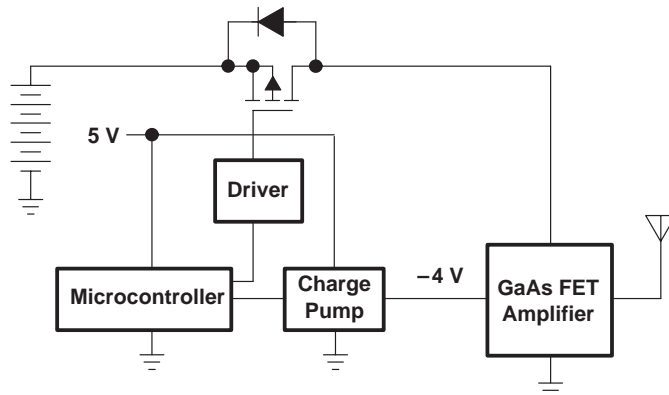 5 V
Driver
Microcontroller
Charge
Pump
–4 V
GaAs FET
Amplifier